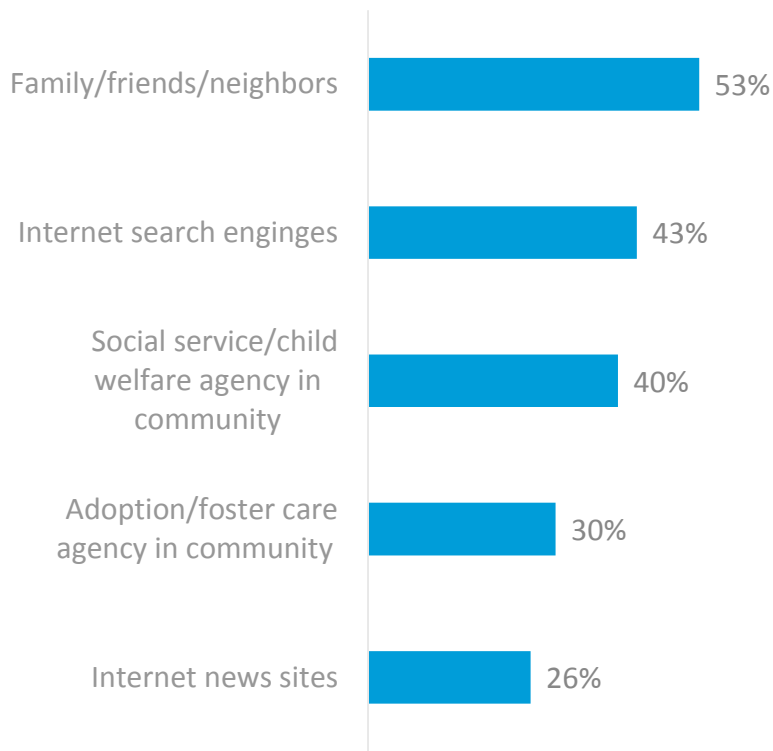 Family/friends/neighbors
53%
Internet search enginges
43%
Social service/child
welfare agency in
community
40%
Adoption/foster care
agency in community
30%
Internet news sites
26%